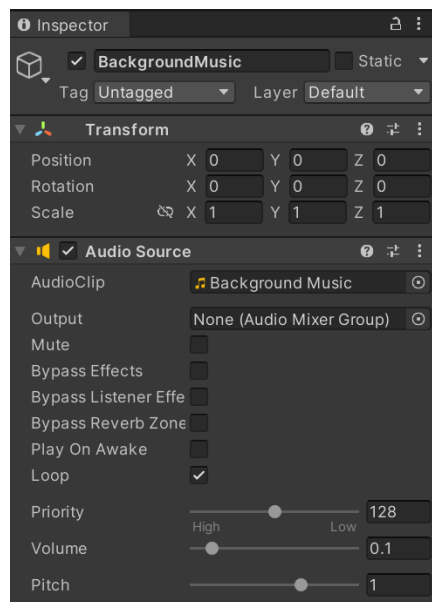 Inspector
BackgroundMusic Static
Tag Untagged Layer Default
Transform
Position X 0 Y 0 Z 0
Rotation X 0 Y 0 Z 0
Scale X 1 Y 1 Z 1
Audio Source
AudioClip Background Music
Output None (Audio Mixer Group)
Mute
Bypass Effects
Bypass Listener Effe
Bypass Reverb Zone
Play On Awake
Loop
Priority 128
High Low
Volume 0.1
Pitch 1